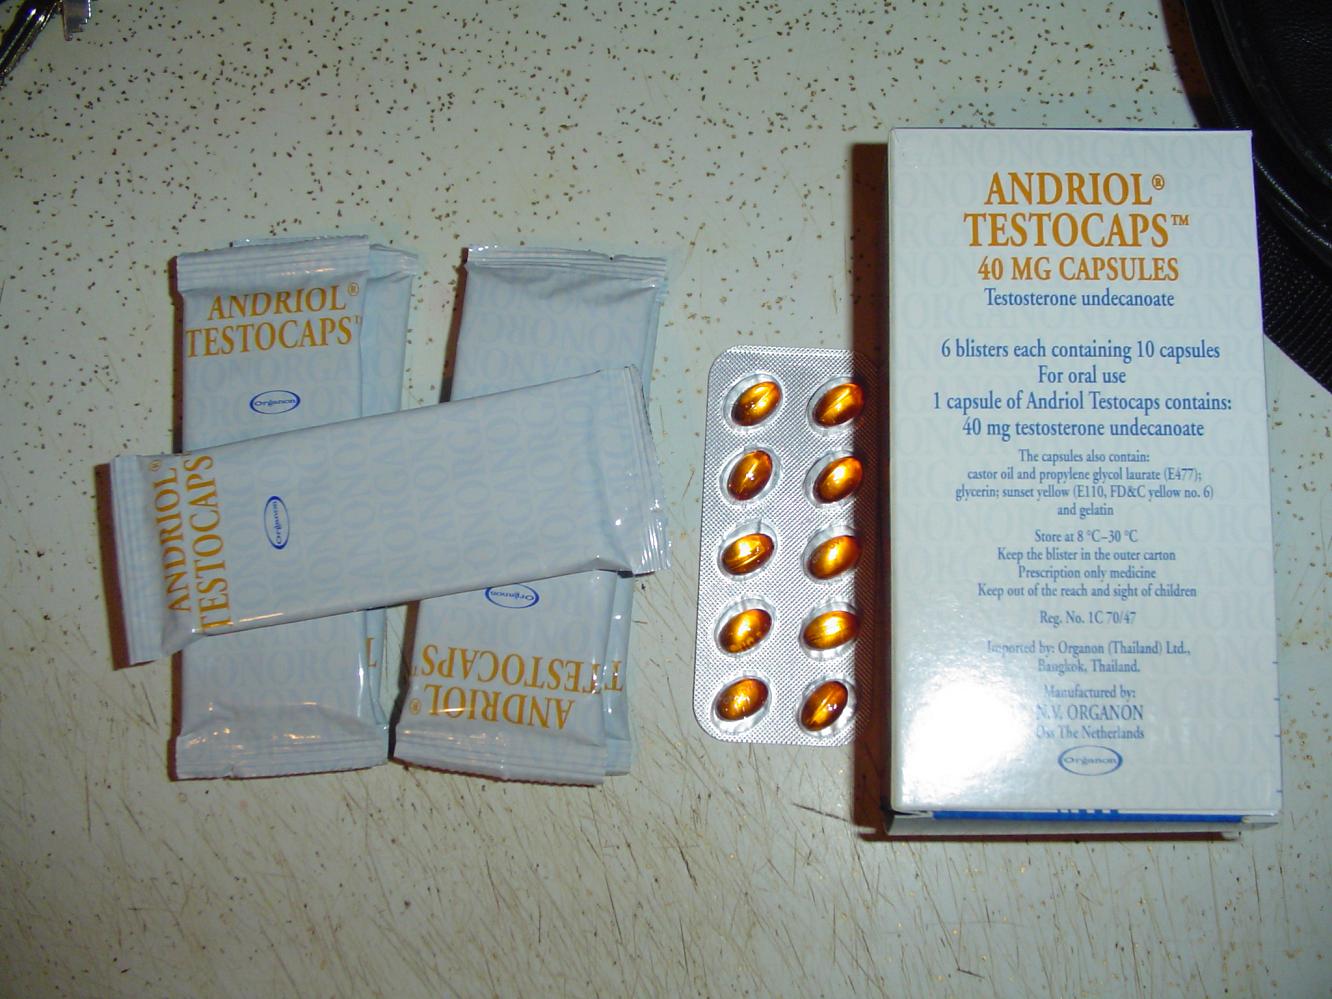 ANDRIOL®
TESTOCAPS™
Organon
ANDRIOL®
TESTOCAPS
Organon
Organon
ANDRIOL®
TESTOCAPS
ANDRIOL®
TESTOCAPS™
40 MG CAPSULES
Testosterone undecanoate
6 blisters each containing 10 capsules
For oral use
1 capsule of Andriol Testocaps contains:
40 mg testosterone undecanoate
The capsules also contain:
castor oil and propylene glycol laurate (E477);
glycerin; sunset yellow (E110, FD&C yellow no. 6)
and gelatin
Store at 8 °C–30 °C
Keep the blister in the outer carton
Prescription only medicine
Keep out of the reach and sight of children
Reg. No. 1C 70/47
Imported by: Organon (Thailand) Ltd.,
Bangkok, Thailand.
Manufactured by:
N.V. ORGANON
Oss The Netherlands
Organon